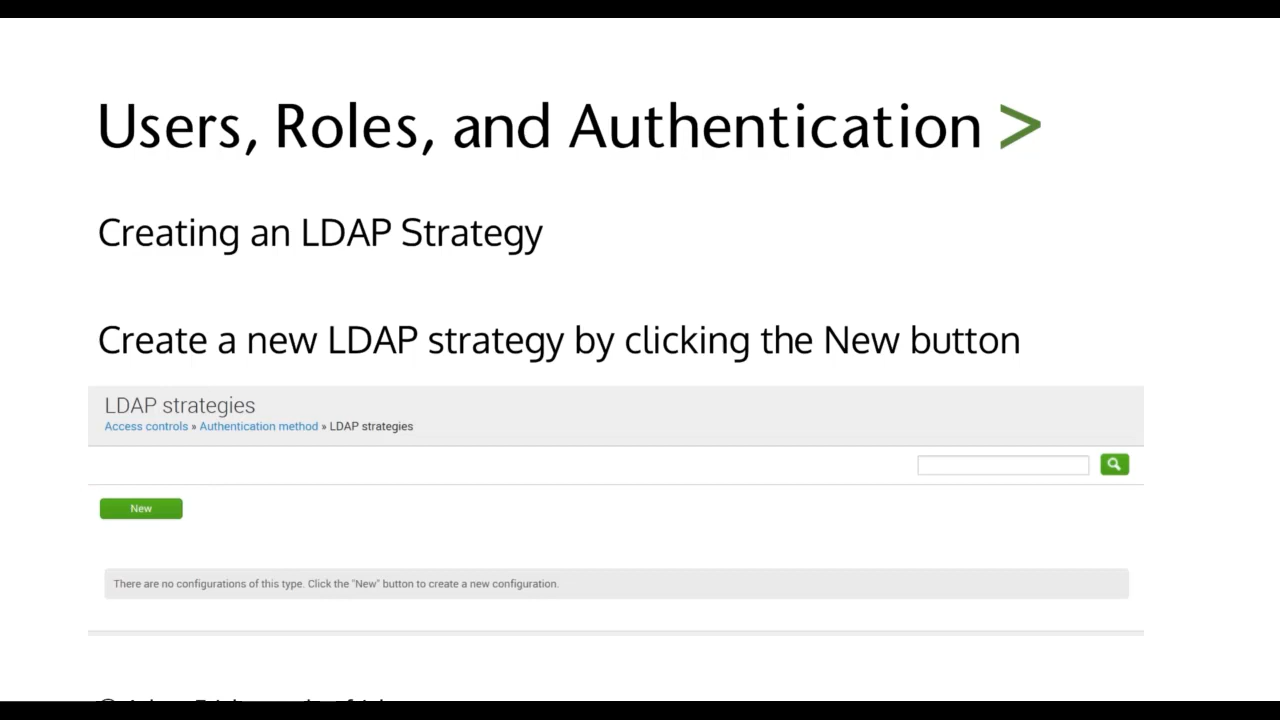 Users, Roles, and Authentication >
Creating an LDAP Strategy
Create a new LDAP strategy by clicking the New button
LDAP strategies
Access controls » Authentication method » LDAP strategies
New
There are no configurations of this type. Click the "New" button to create a new configuration.